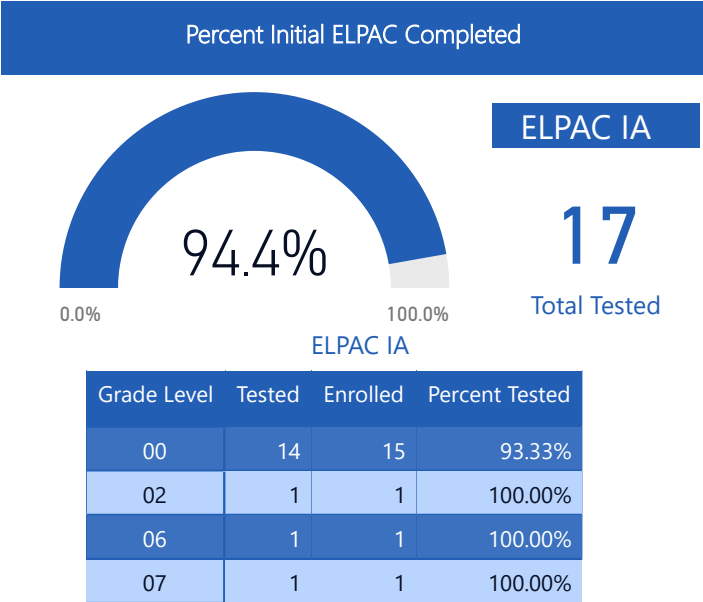 Percent Initial ELPAC Completed
ELPAC IA
94.4%
0.0%
100.0%
17
Total Tested
ELPAC IA
Grade Level Tested Enrolled Percent Tested
00 14 15 93.33%
02 1 1 100.00%
06 1 1 100.00%
07 1 1 100.00%